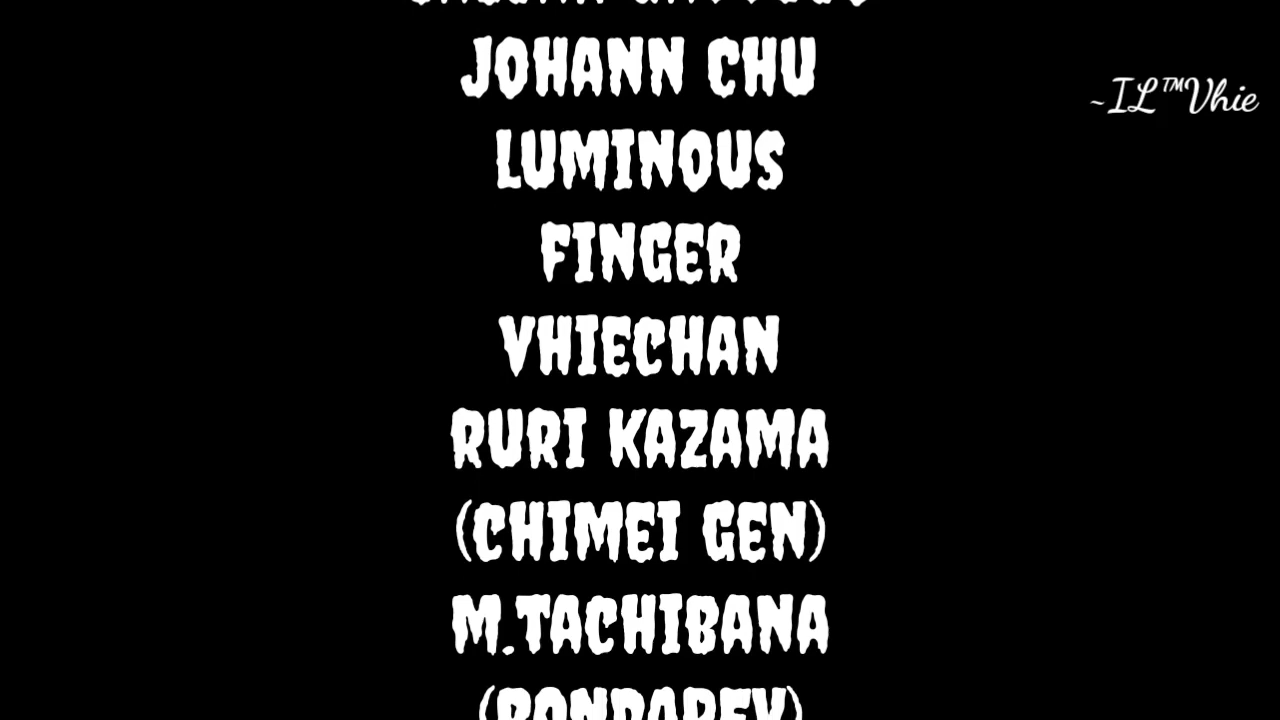 JOHANN CHU
~IL™Vhie
LUMINOUS
FINGER
VHIECHAN
RURI KAZAMA
(CHIMEI GEN)
M.TACHIBANA